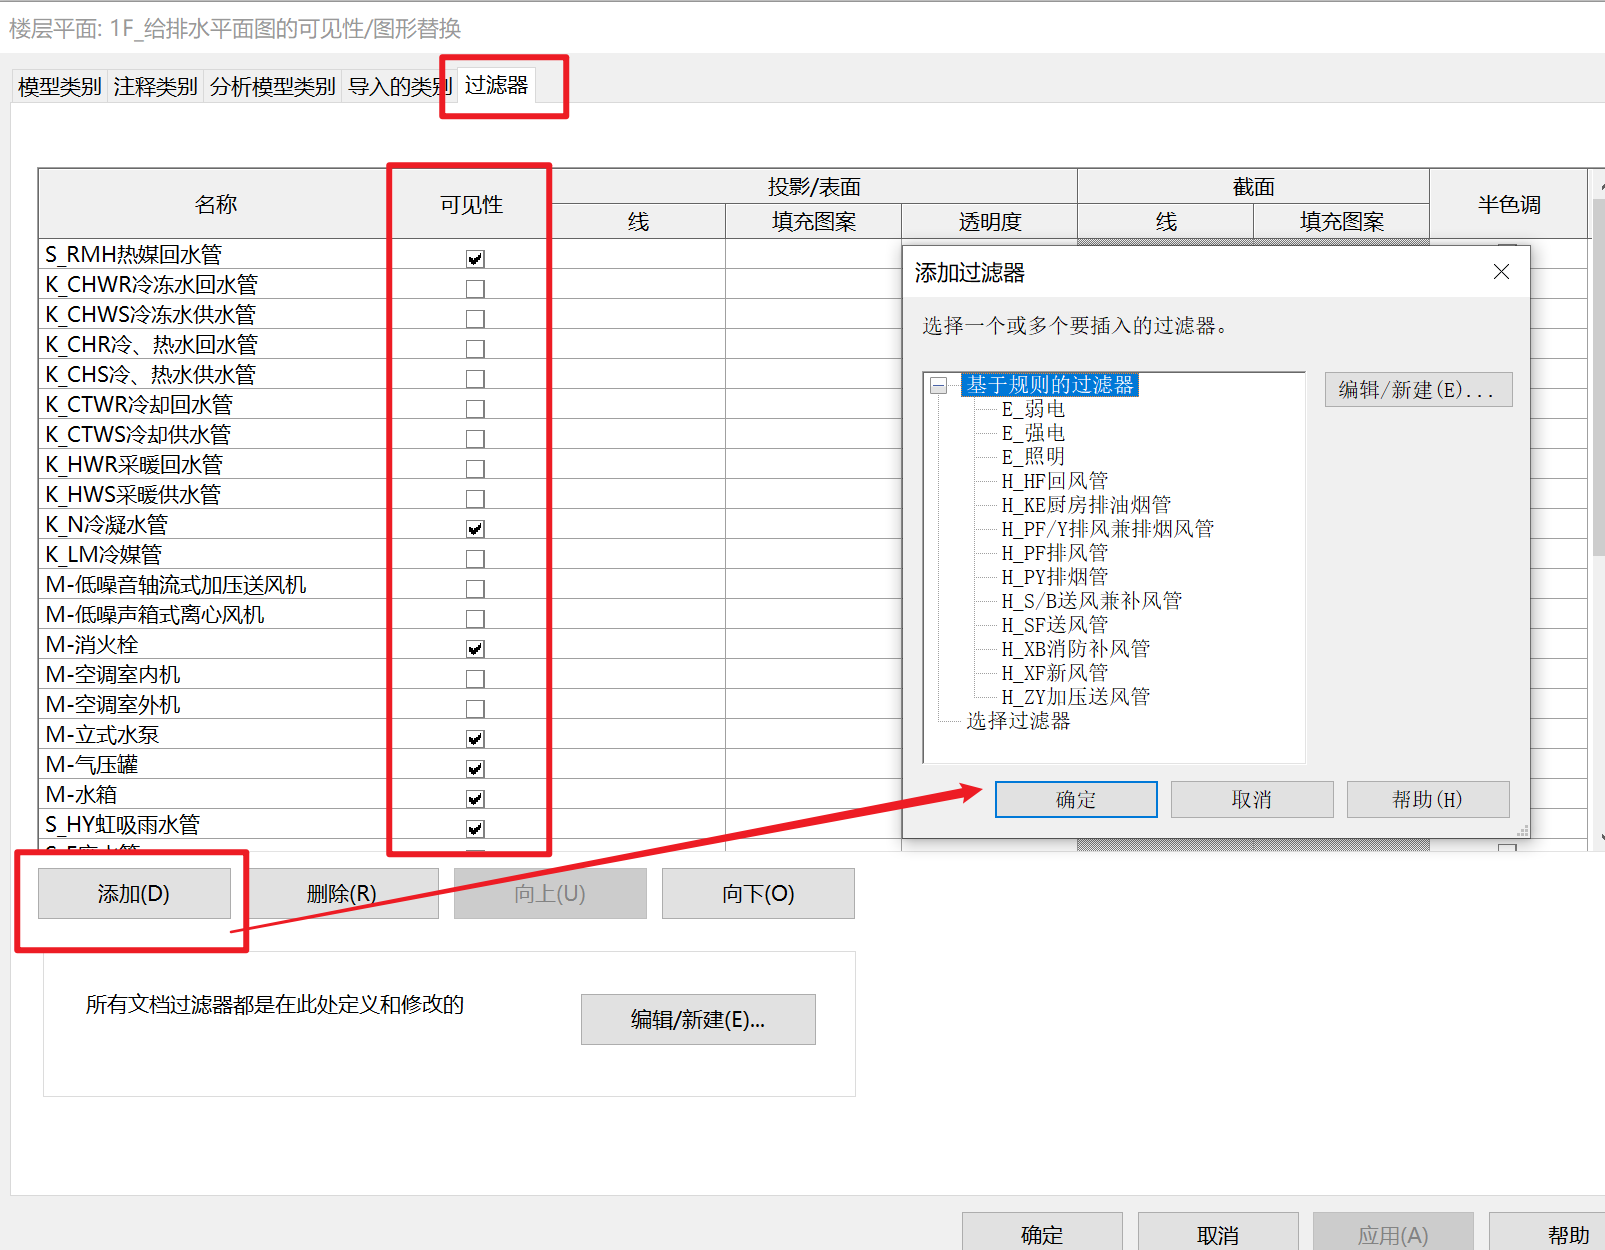 楼层平面: 1F_给排水平面图的可见性/图形替换
模型类别 注释类别 分析模型类别 导入的类别 过滤器
名称 可见性 投影/表面 截面 半色调
线 填充图案 透明度 线 填充图案
S_RMH热媒回水管
K_CHWR冷冻水回水管
K_CHWS冷冻水供水管
K_CHR冷、热水回水管
K_CHS冷、热水供水管
K_CTWR冷却回水管
K_CTWS冷却供水管
K_HWR采暖回水管
K_HWS采暖供水管
K_N冷凝水管
K_LM冷媒管
M-低噪音轴流式加压送风机
M-低噪声箱式离心风机
M-消火栓
M-空调室内机
M-空调室外机
M-立式水泵
M-气压罐
M-水箱
S_HY虹吸雨水管
添加过滤器
选择一个或多个要插入的过滤器。
基于规则的过滤器
编辑/新建(E)...
E_弱电
E_强电
E_照明
H_HF回风管
H_KE厨房排油烟管
H_PF/Y排风兼排烟风管
H_PF排风管
H_PY排烟管
H_S/B送风兼补风管
H_SF送风管
H_XB消防补风管
H_XF新风管
H_ZY加压送风管
选择过滤器
确定 取消 帮助(H)
添加(D) 删除(R) 向上(U) 向下(O)
所有文档过滤器都是在此处定义和修改的
编辑/新建(E)...
确定 取消 应用(A) 帮助